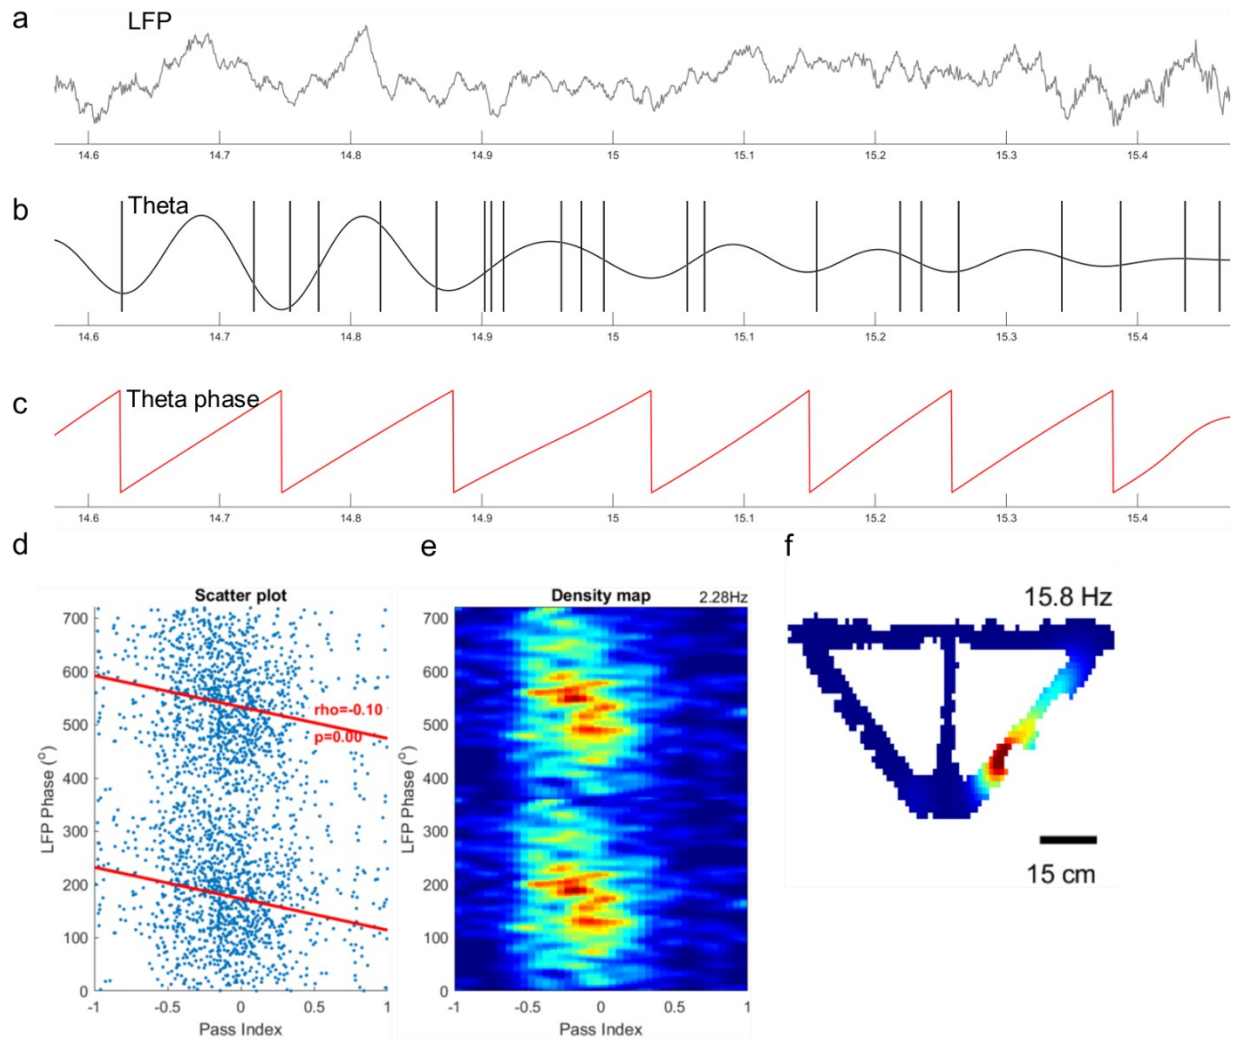 a
LFP
14.6 14.7 14.8 14.9 15 15.1 15.2 15.3 15.4
b
Theta
14.6 14.7 14.8 14.9 15 15.1 15.2 15.3 15.4
c
Theta phase
14.6 14.7 14.8 14.9 15 15.1 15.2 15.3 15.4
d
Scatter plot
700
600
500
400
300
200
100
0
LFP Phase (°)
rho=-0.10
p=0.00
-1 -0.5 0 0.5 1
Pass Index
e
Density map
2.28Hz
700
600
500
400
300
200
100
0
LFP Phase (°)
-1 -0.5 0 0.5 1
Pass Index
f
15.8 Hz
15 cm